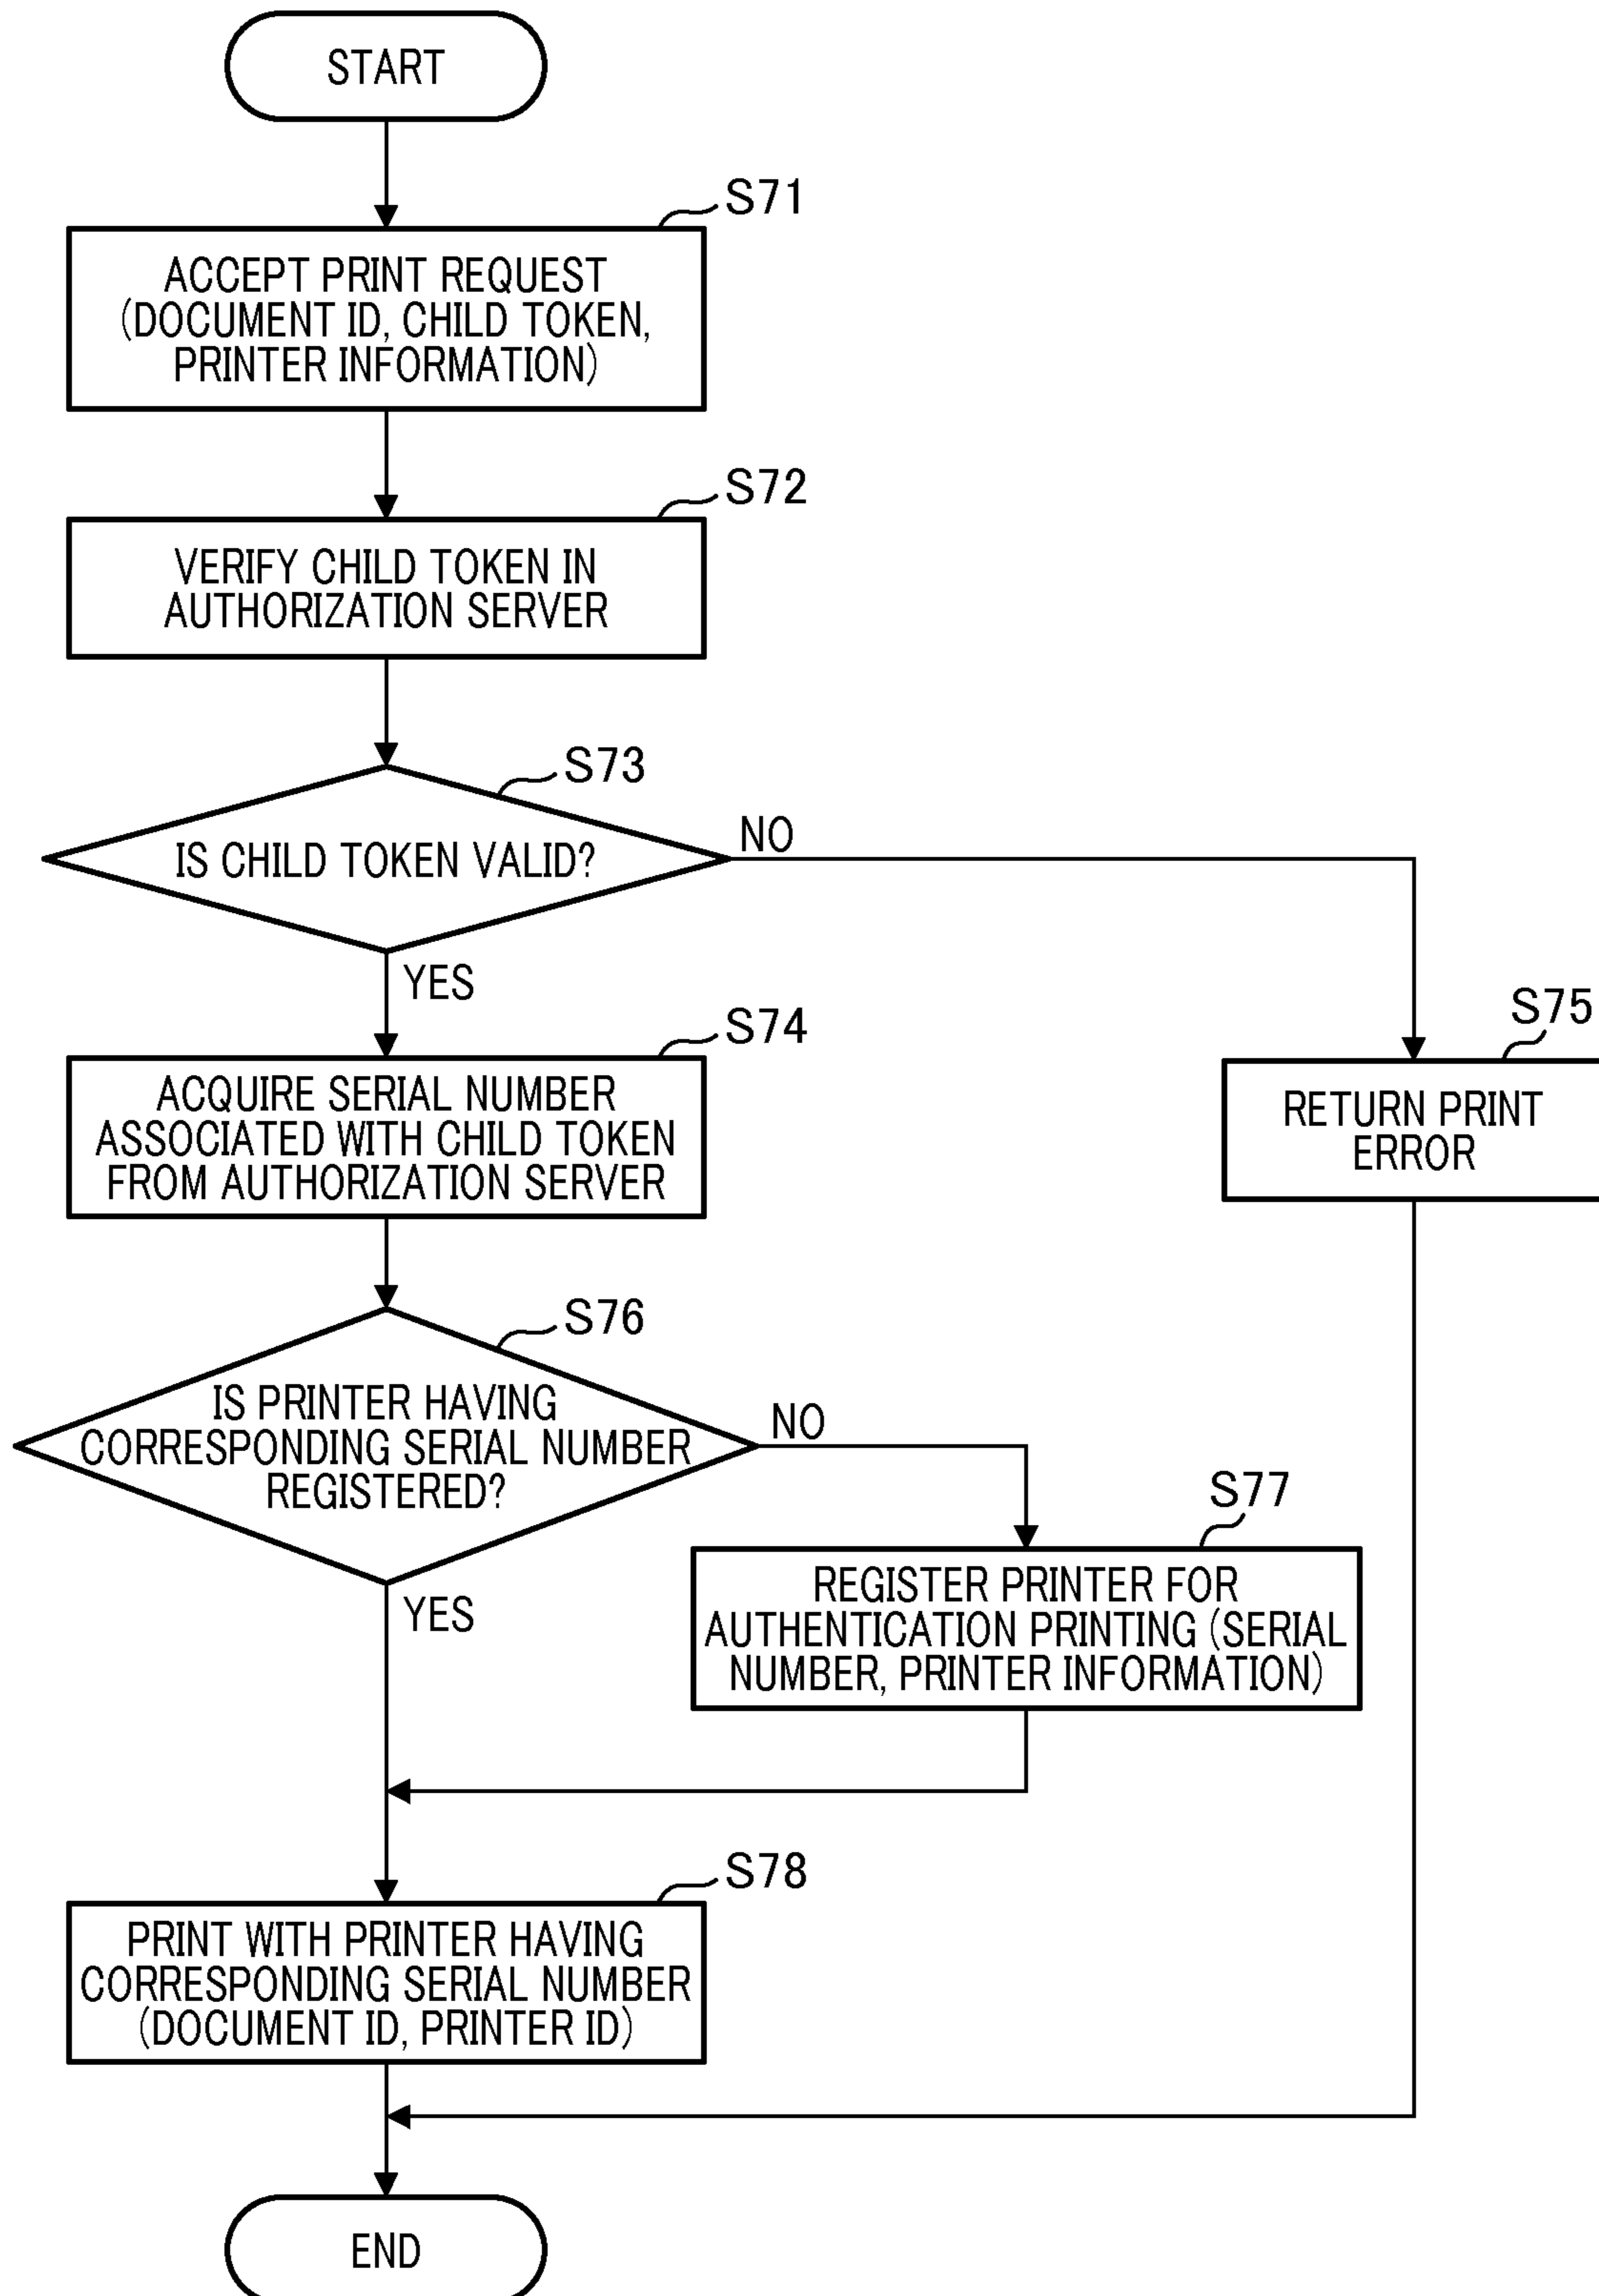 START
S71
ACCEPT PRINT REQUEST
(DOCUMENT ID, CHILD TOKEN,
PRINTER INFORMATION)
S72
VERIFY CHILD TOKEN IN
AUTHORIZATION SERVER
S73
IS CHILD TOKEN VALID?
NO
YES
S74
ACQUIRE SERIAL NUMBER
ASSOCIATED WITH CHILD TOKEN
FROM AUTHORIZATION SERVER
S75
RETURN PRINT
ERROR
S76
IS PRINTER HAVING
CORRESPONDING SERIAL NUMBER
REGISTERED?
NO
YES
S77
REGISTER PRINTER FOR
AUTHENTICATION PRINTING (SERIAL
NUMBER, PRINTER INFORMATION)
S78
PRINT WITH PRINTER HAVING
CORRESPONDING SERIAL NUMBER
(DOCUMENT ID, PRINTER ID)
END